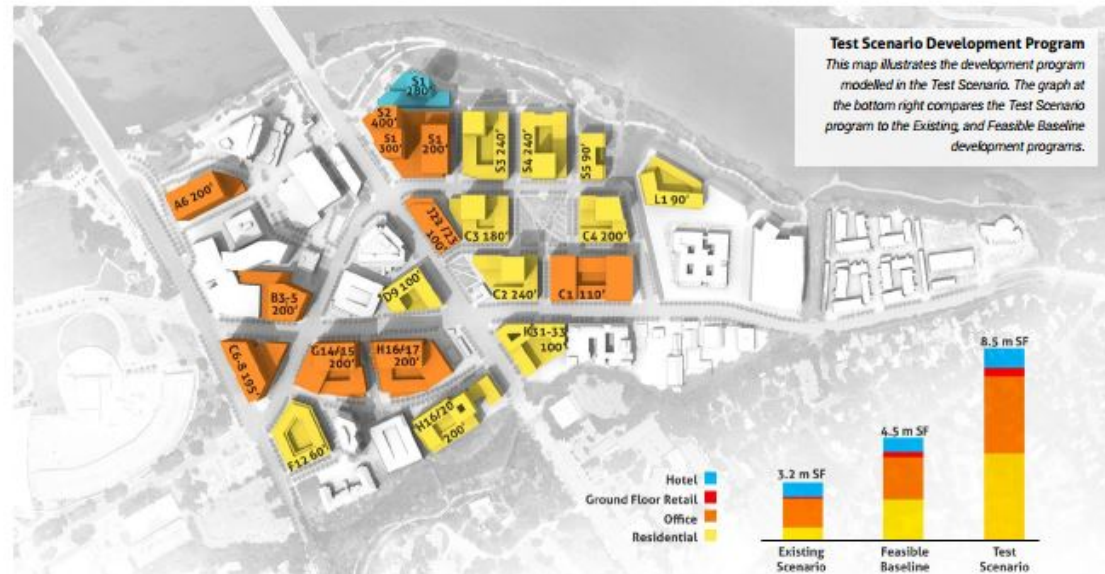 Test Scenario Development Program
This map illustrates the development program
modelled in the Test Scenario. The graph at
the bottom right compares the Test Scenario
program to the Existing, and Feasible Baseline
development programs.
S1
280'
S2
400'
S1
300'
S1
200'
S3 240'
S4 240'
S5 90'
L1 90'
A6 200'
100'
C3 180'
C4 200'
D9 100'
C2 240'
C1 110'
B3-5
200'
31-33
100'
C6-8 195'
G14/15
200'
H16/17
200'
H16/20
200'
F12 60'
8.5 m SF
4.5 m SF
3.2 m SF
Hotel
Ground Floor Retail
Office
Residential
Existing
Scenario
Feasible
Baseline
Test
Scenario